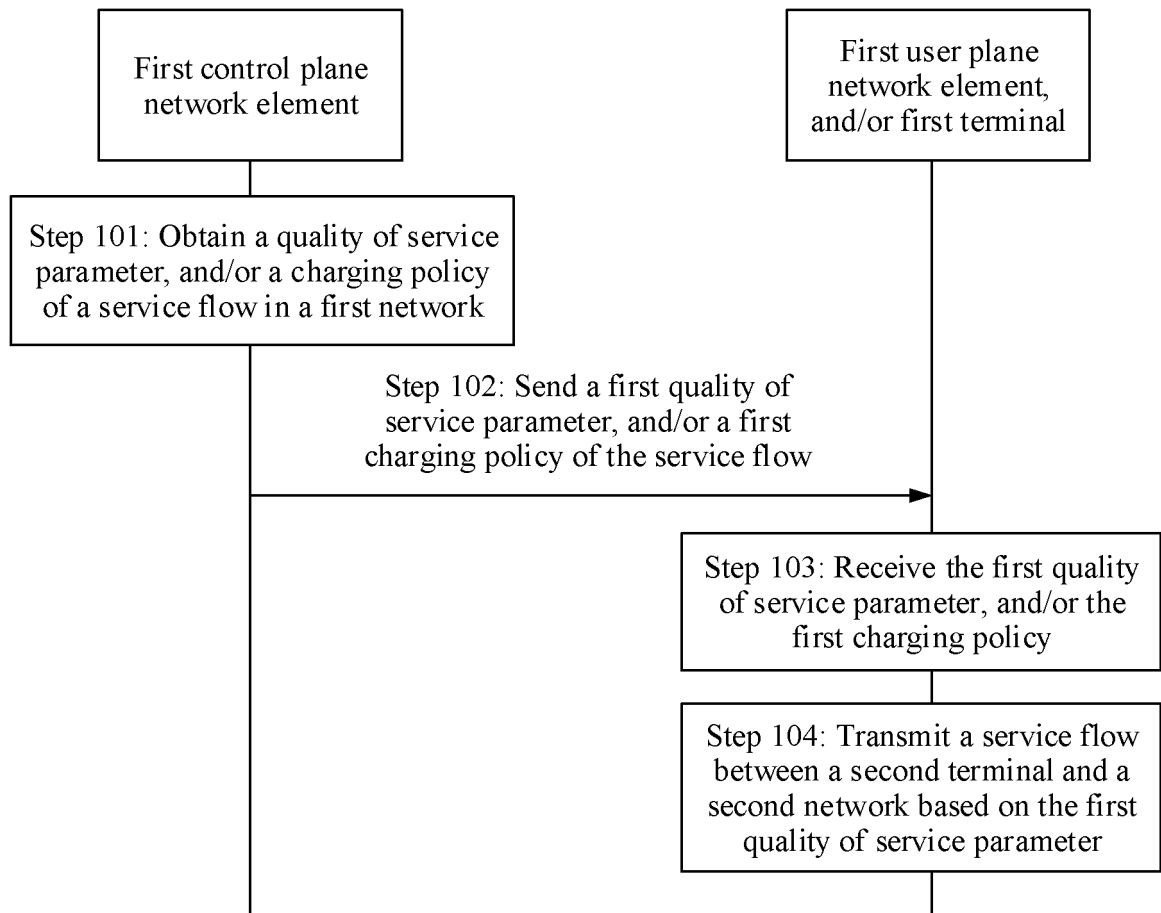 First control plane
network element
First user plane
network element,
and/or first terminal
Step 101: Obtain a quality of service
parameter, and/or a charging policy
of a service flow in a first network
Step 102: Send a first quality of
service parameter, and/or a first
charging policy of the service flow
Step 103: Receive the first quality
of service parameter, and/or the
first charging policy
Step 104: Transmit a service flow
between a second terminal and a
second network based on the first
quality of service parameter